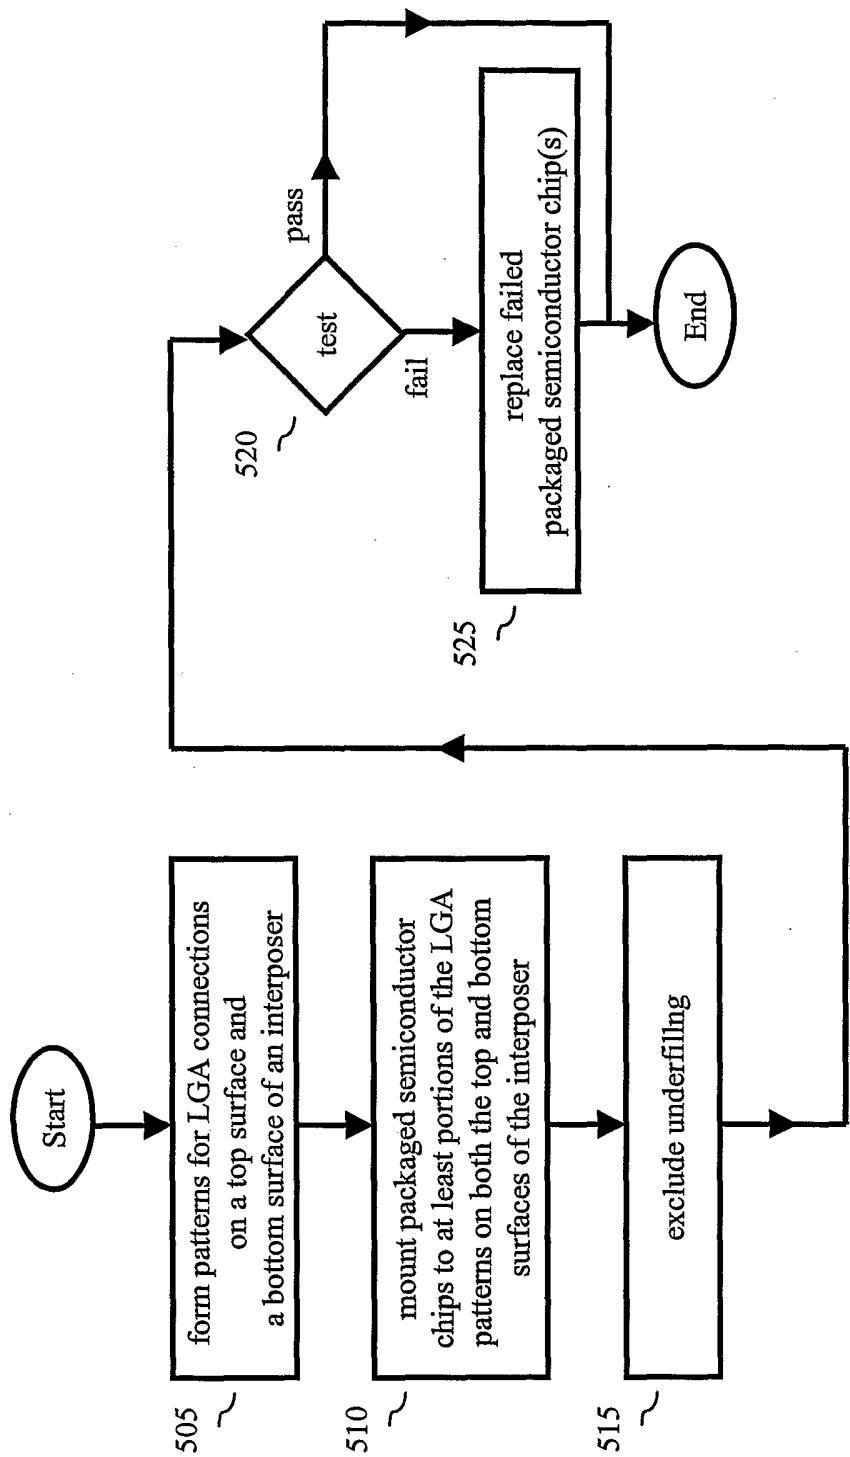 Start
505
form patterns for LGA connections
on a top surface and
a bottom surface of an interposer
510
mount packaged semiconductor
chips to at least portions of the LGA
patterns on both the top and bottom
surfaces of the interposer
515
exclude underfillng
520
test
pass
fail
525
replace failed
packaged semiconductor chip(s)
End